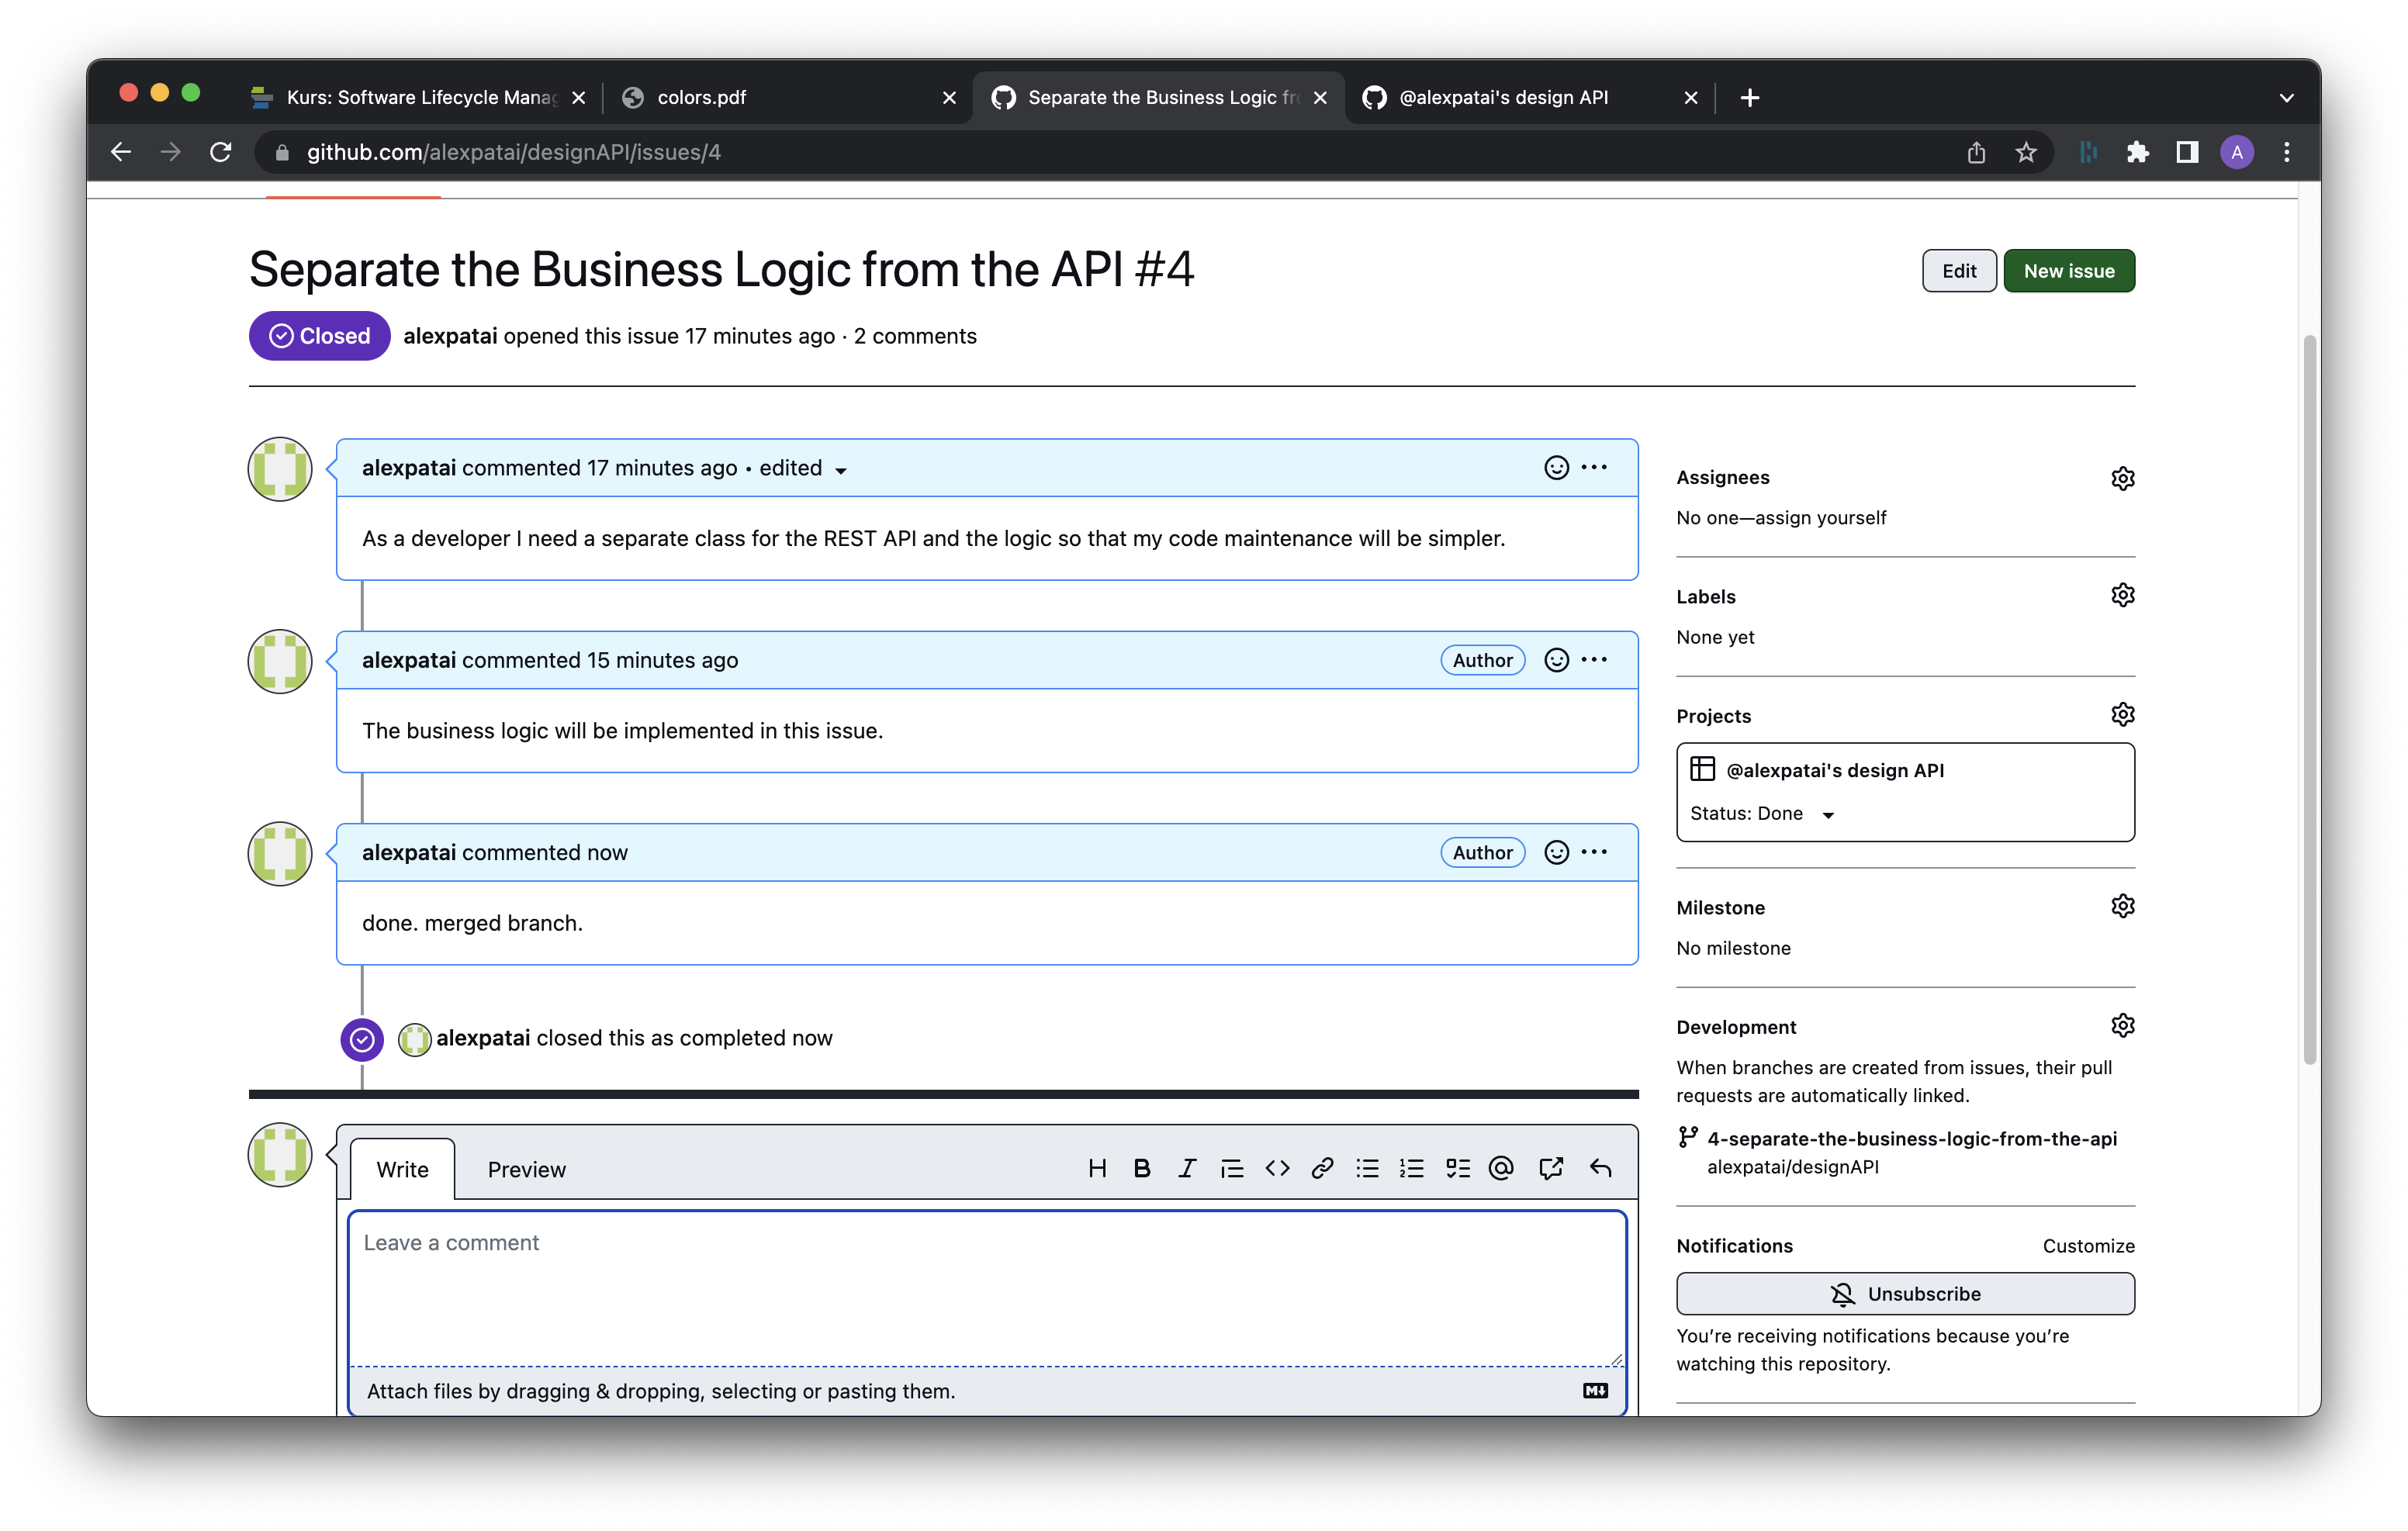 Kurs: Software Lifecycle Manag
colors.pdf
Separate the Business Logic fr
@alexpatai's design API
github.com/alexpatai/designAPI/issues/4
A
Separate the Business Logic from the API #4
Edit
New issue
Closed
alexpatai opened this issue 17 minutes ago · 2 comments
alexpatai commented 17 minutes ago • edited
As a developer I need a separate class for the REST API and the logic so that my code maintenance will be simpler.
alexpatai commented 15 minutes ago
Author
The business logic will be implemented in this issue.
alexpatai commented now
Author
done. merged branch.
alexpatai closed this as completed now
Write
Preview
Leave a comment
Attach files by dragging & dropping, selecting or pasting them.
Assignees
No one—assign yourself
Labels
None yet
Projects
@alexpatai's design API
Status: Done
Milestone
No milestone
Development
When branches are created from issues, their pull
requests are automatically linked.
4-separate-the-business-logic-from-the-api
alexpatai/designAPI
Notifications
Customize
Unsubscribe
You’re receiving notifications because you’re
watching this repository.